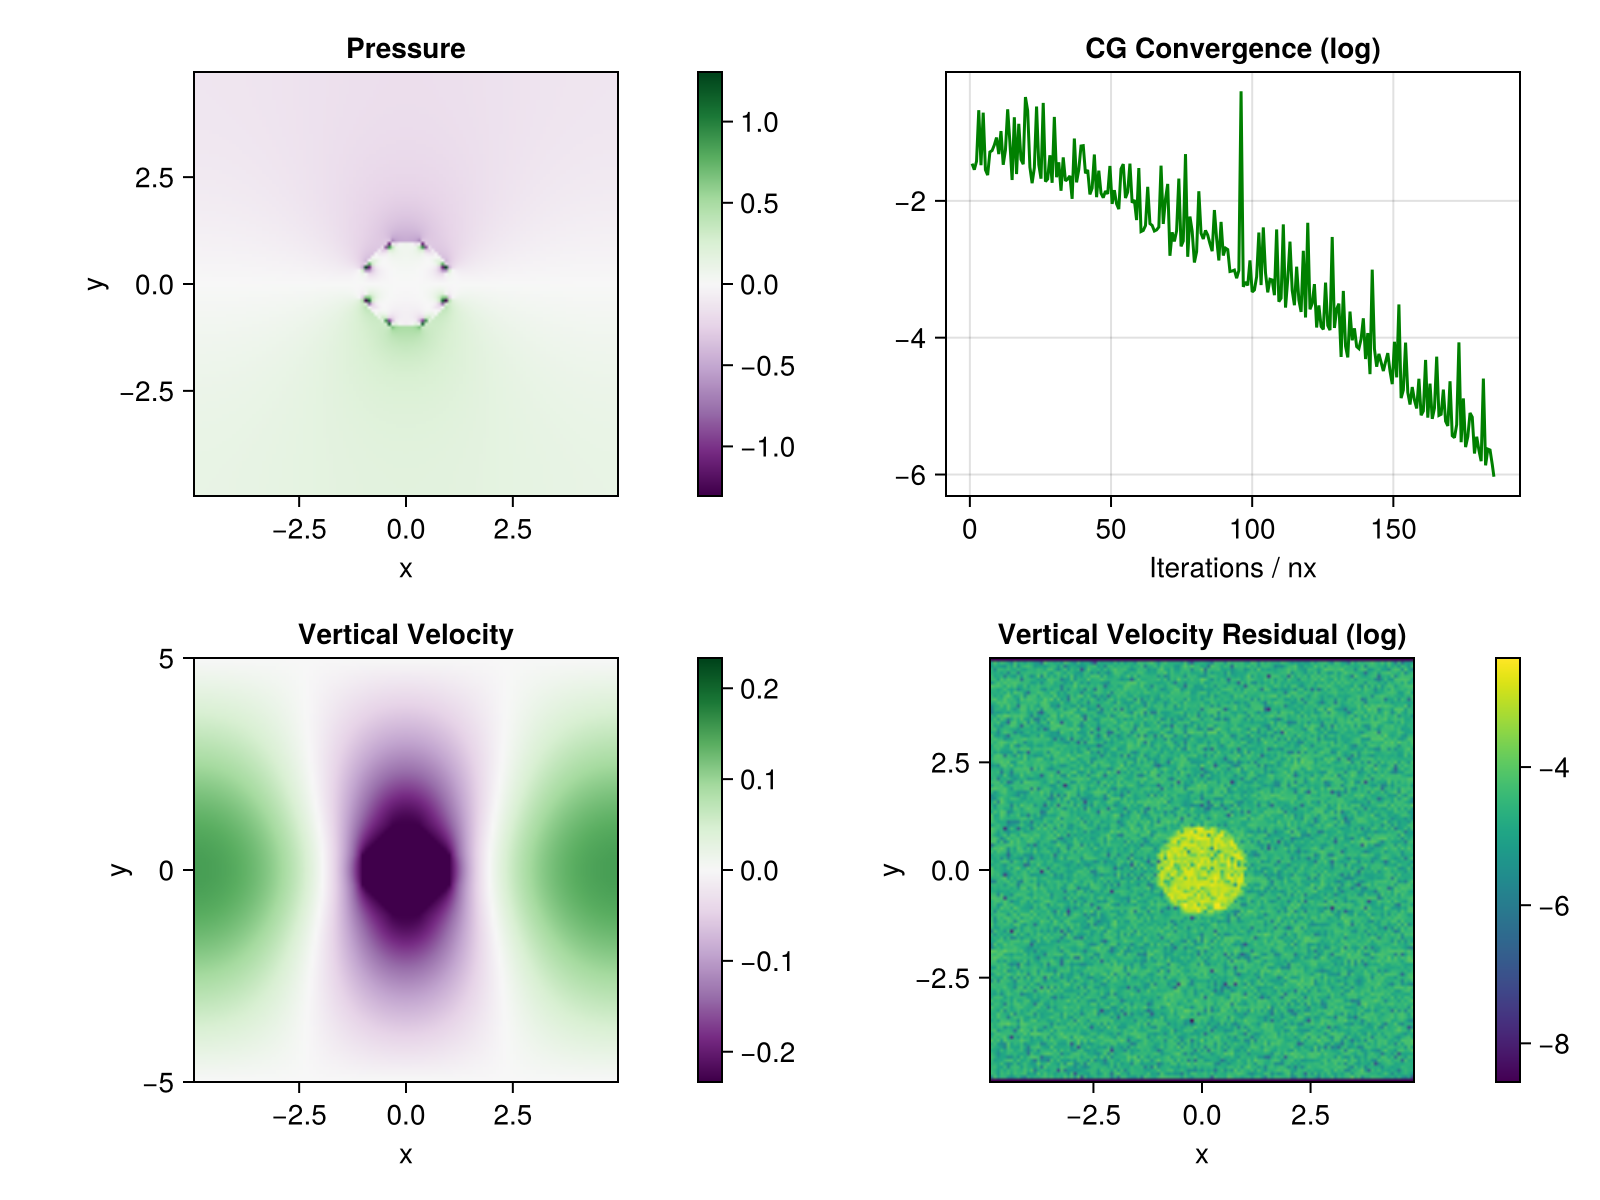 Pressure
2.5
0.0
−2.5
y
−2.5 0.0 2.5
x
1.0
0.5
0.0
−0.5
−1.0
CG Convergence (log)
−2
−4
−6
0 50 100 150
Iterations / nx
Vertical Velocity
5
0
−5
y
−2.5 0.0 2.5
x
0.2
0.1
0.0
−0.1
−0.2
Vertical Velocity Residual (log)
2.5
0.0
−2.5
y
−2.5 0.0 2.5
x
−4
−6
−8